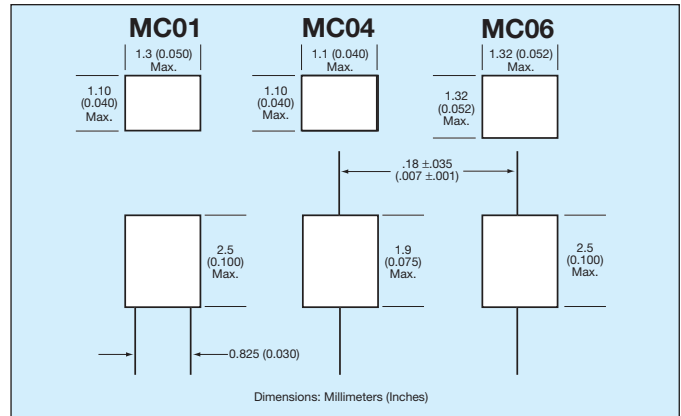 MC01
MC04
MC06
1.3 (0.050)
Max.
1.1 (0.040)
Max.
1.32 (0.052)
Max.
1.10
(0.040)
Max.
1.10
(0.040)
Max.
1.32
(0.052)
Max.
.18 ±.035
(.007 ±.001)
2.5
(0.100)
Max.
1.9
(0.075)
Max.
2.5
(0.100)
Max.
0.825 (0.030)
Dimensions: Millimeters (Inches)